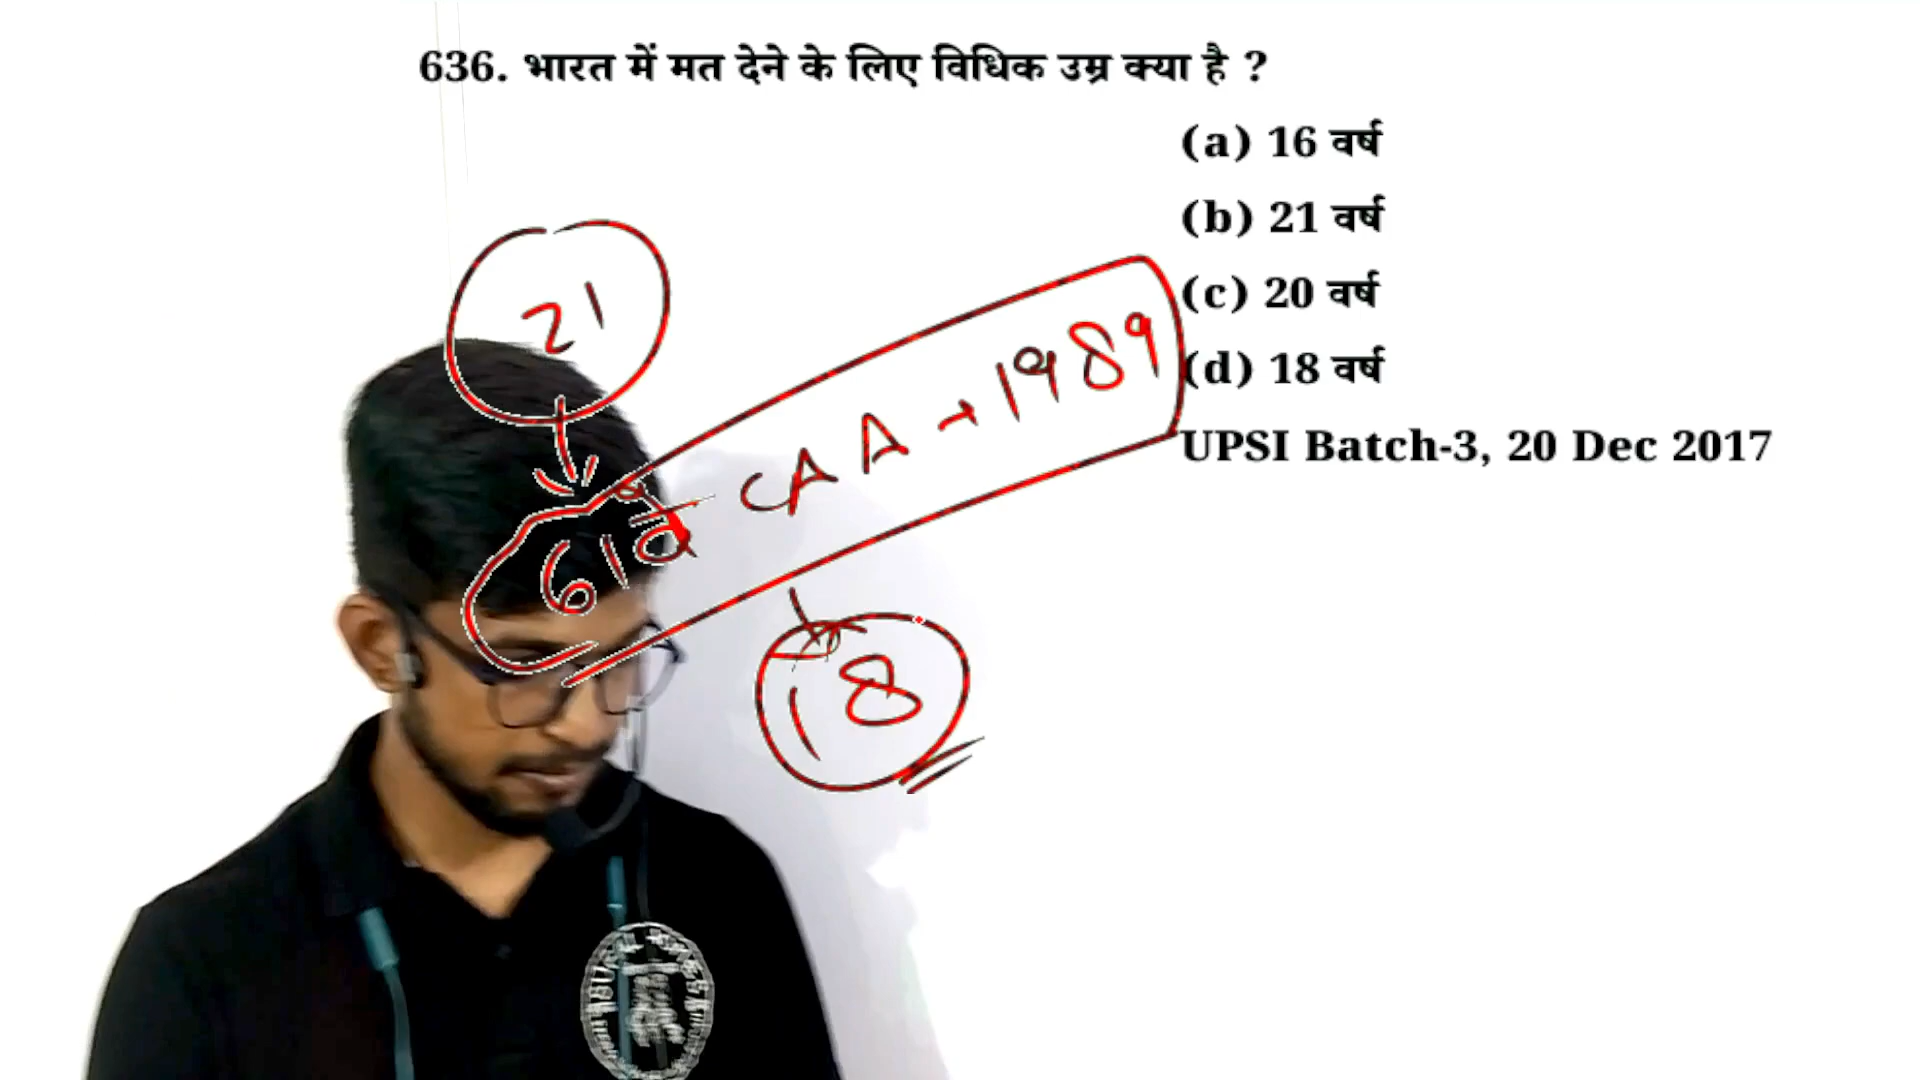 636. भारत में मत देने के लिए विधिक उम्र क्या है ?
(a) 16 वर्ष
(b) 21 वर्ष
(c) 20 वर्ष
(d) 18 वर्ष
UPSI Batch-3, 20 Dec 2017
21
61वें CAA → 1989
18